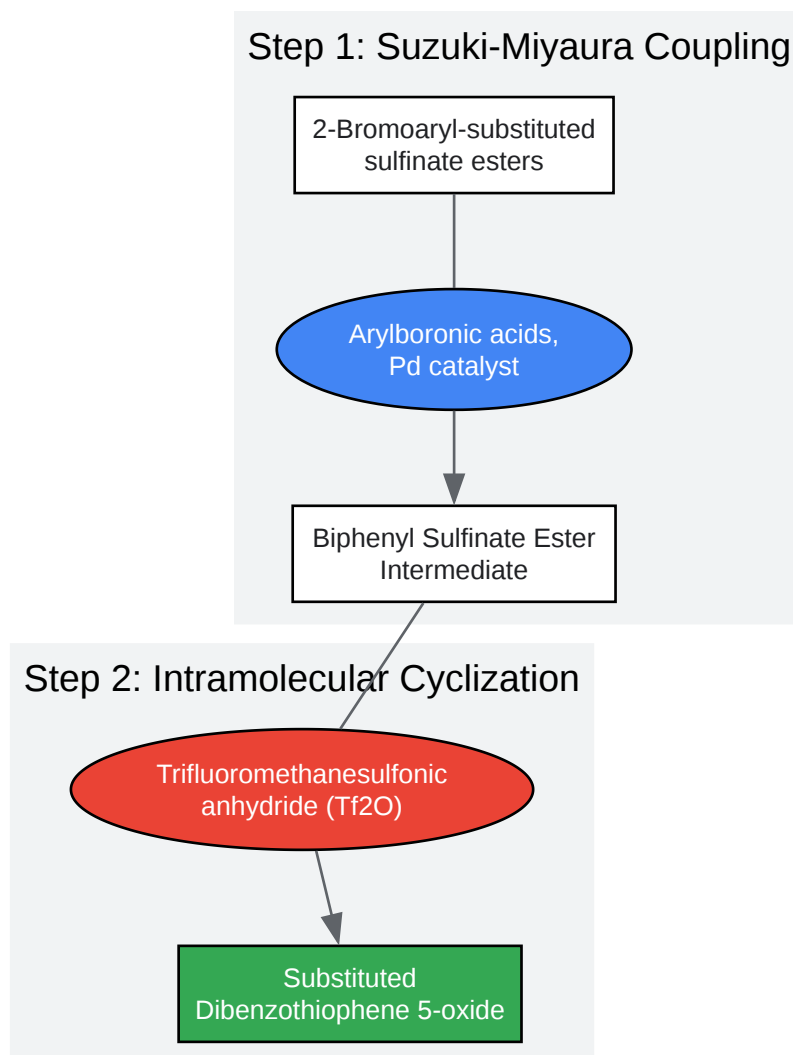 Step 1: Suzuki-Miyaura Coupling
2-Bromoaryl-substituted
sulfinate esters
Arylboronic acids,
Pd catalyst
Biphenyl Sulfinate Ester
Intermediate
Step 2: Intramolecular Cyclization
Trifluoromethanesulfonic
anhydride (Tf2O)
Substituted
Dibenzothiophene 5-oxide